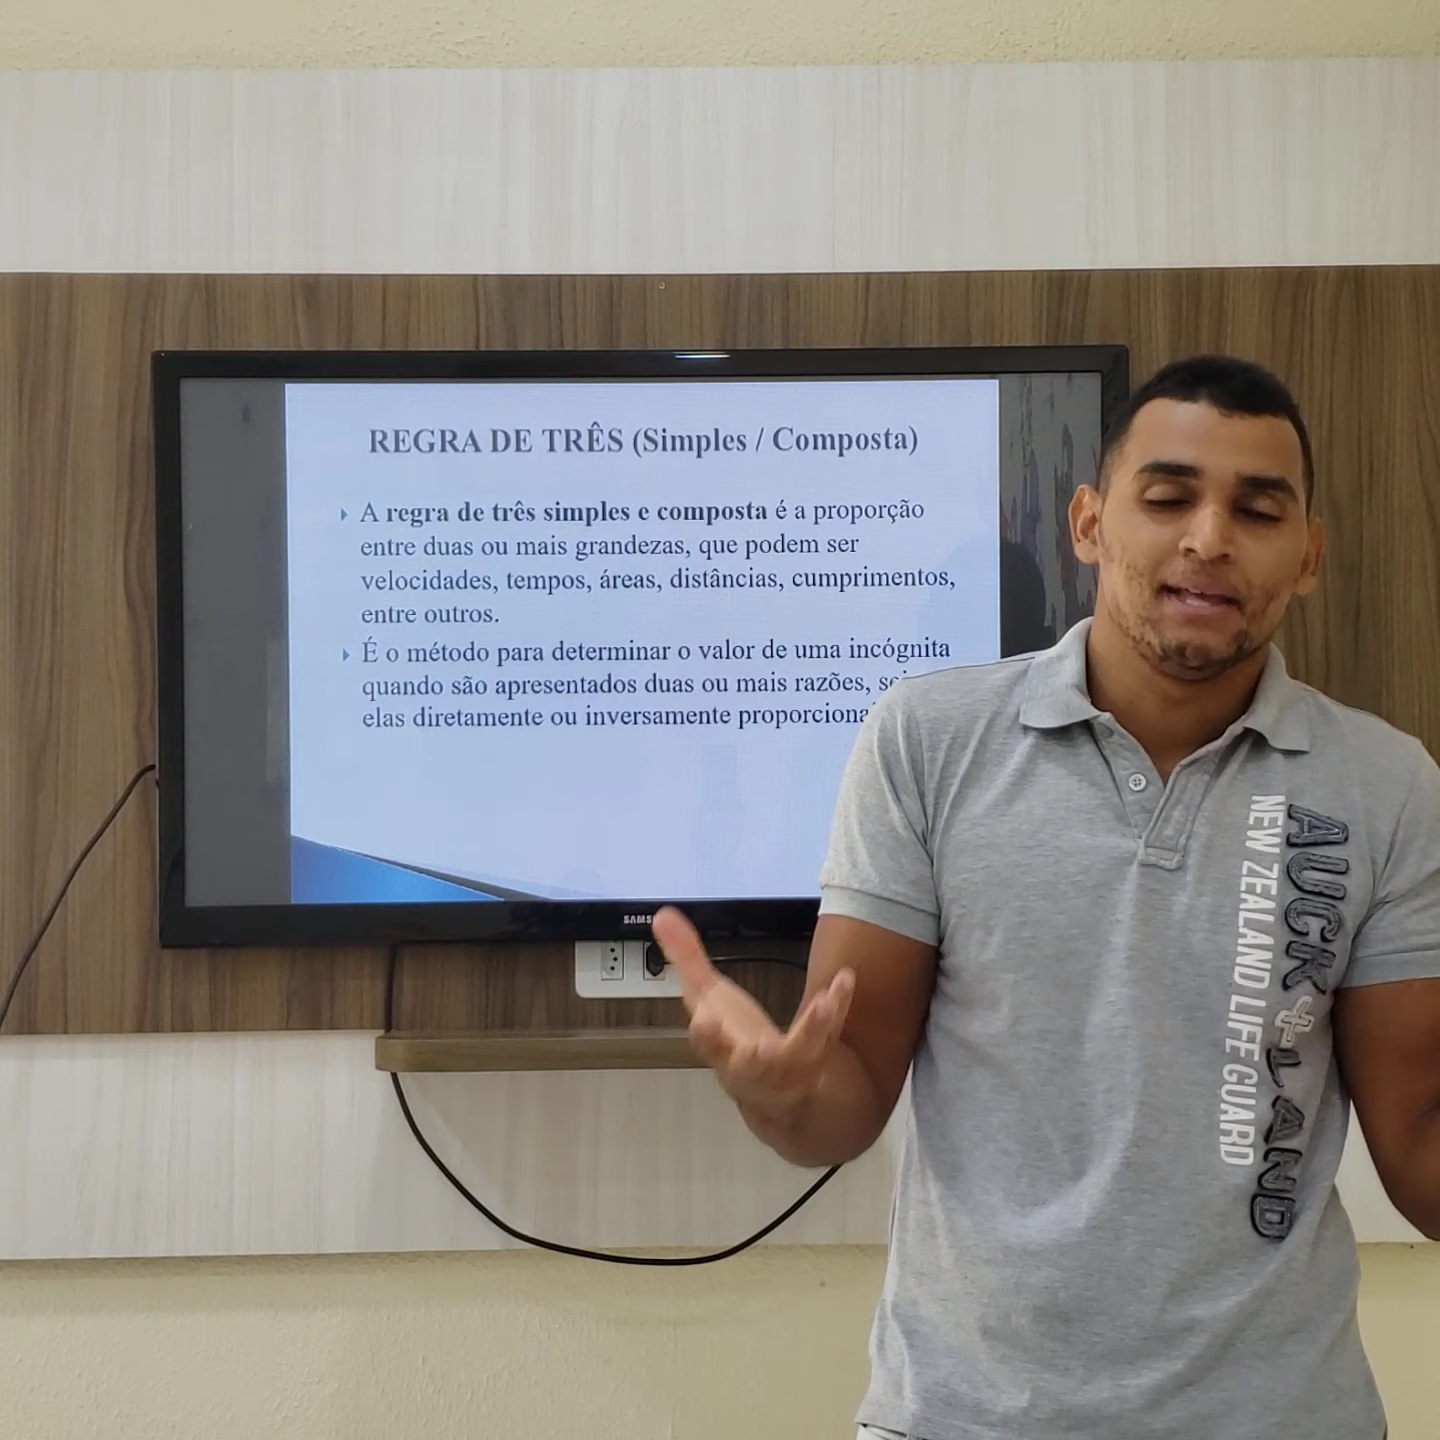 REGRA DE TRÊS (Simples / Composta)
A regra de três simples e composta é a proporção
entre duas ou mais grandezas, que podem ser
velocidades, tempos, áreas, distâncias, cumprimentos,
entre outros.
É o método para determinar o valor de uma incógnita
quando são apresentados duas ou mais razões,
elas diretamente ou inversamente
AUCK+LAND
NEW ZEALAND LIFE GUARD